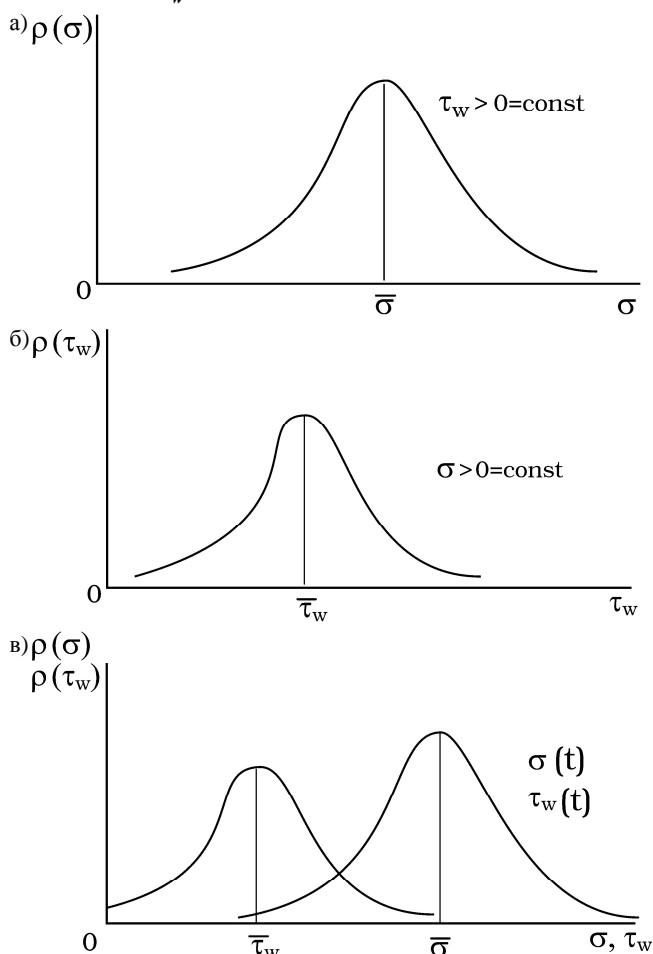 а) ρ (σ)
τw > 0=const
0
σ̅
σ
б) ρ (τw)
σ >0=const
0
τ̅w
τw
в) ρ (σ)
ρ (τw)
σ (t)
τw (t)
0
τ̅w
σ̅
σ, τw